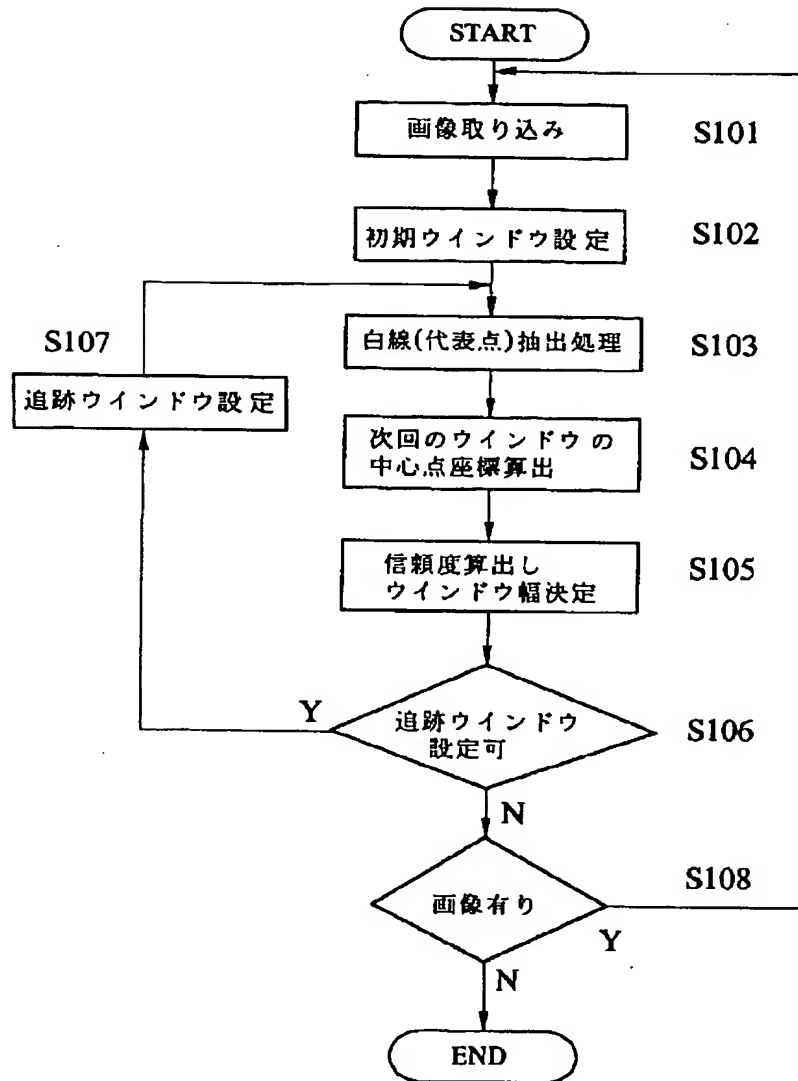 START
画像取り込み
S101
初期ウインドウ設定
S102
S107
白線(代表点)抽出処理
S103
追跡ウインドウ設定
次回のウインドウの
中心点座標算出
S104
信頼度算出し
ウインドウ幅決定
S105
Y
追跡ウインドウ
設定可
S106
N
S108
画像有り
Y
N
END